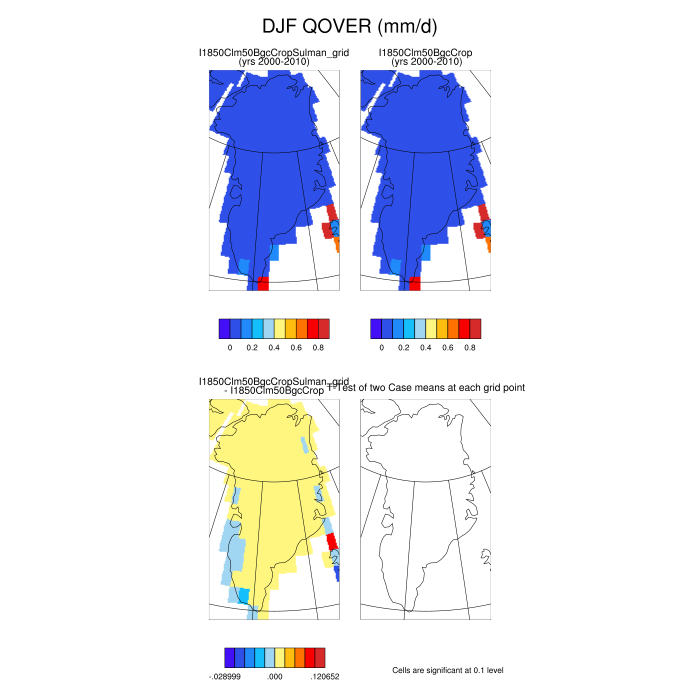 DJF QOVER (mm/d)
I1850Clm50BgcCropSulman_grid
(yrs 2000-2010)
I1850Clm50BgcCrop
(yrs 2000-2010)
0 0.2 0.4 0.6 0.8
0 0.2 0.4 0.6 0.8
I1850Clm50BgcCropSulman_grid
- I1850Clm50BgcCrop
T-Test of two Case means at each grid point
-.028999 .000 .120652
Cells are significant at 0.1 level